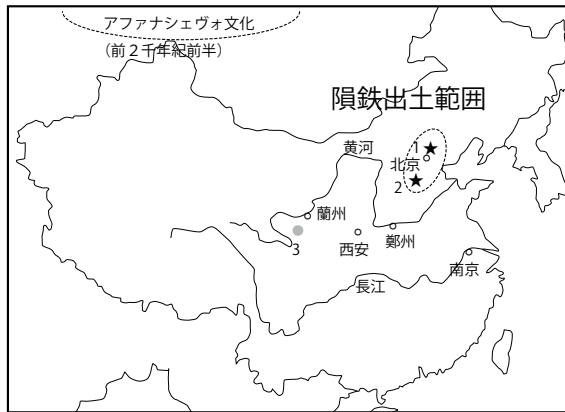 アファナシェヴォ文化
(前２千年紀前半)
隕鉄出土範囲
黄河
1
北京
2
蘭州
3
西安
鄭州
南京
長江